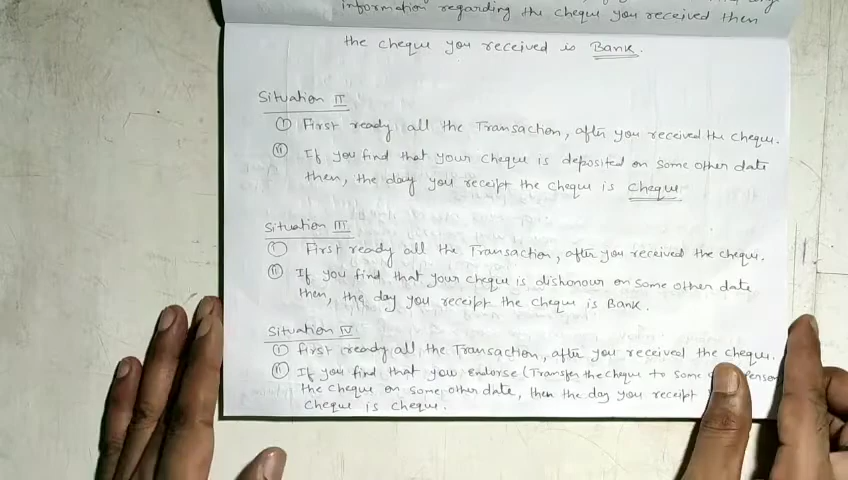 information regarding the cheque you received then
the cheque you received is Bank.
Situation II
I First ready all the Transaction, after you received the cheque.
II If you find that your cheque is deposited on some other date
then, the day you receipt the cheque is cheque
Situation III
I First ready all the Transaction, after you received the cheque.
II If you find that your cheque is dishonour on some other date
then, the day you receipt the cheque is Bank.
Situation IV
I First ready all the Transaction, after you received the cheque.
II If you find that you endorse (Transfer the cheque to some person
the cheque on some other date, then the day you receipt
cheque is cheque.